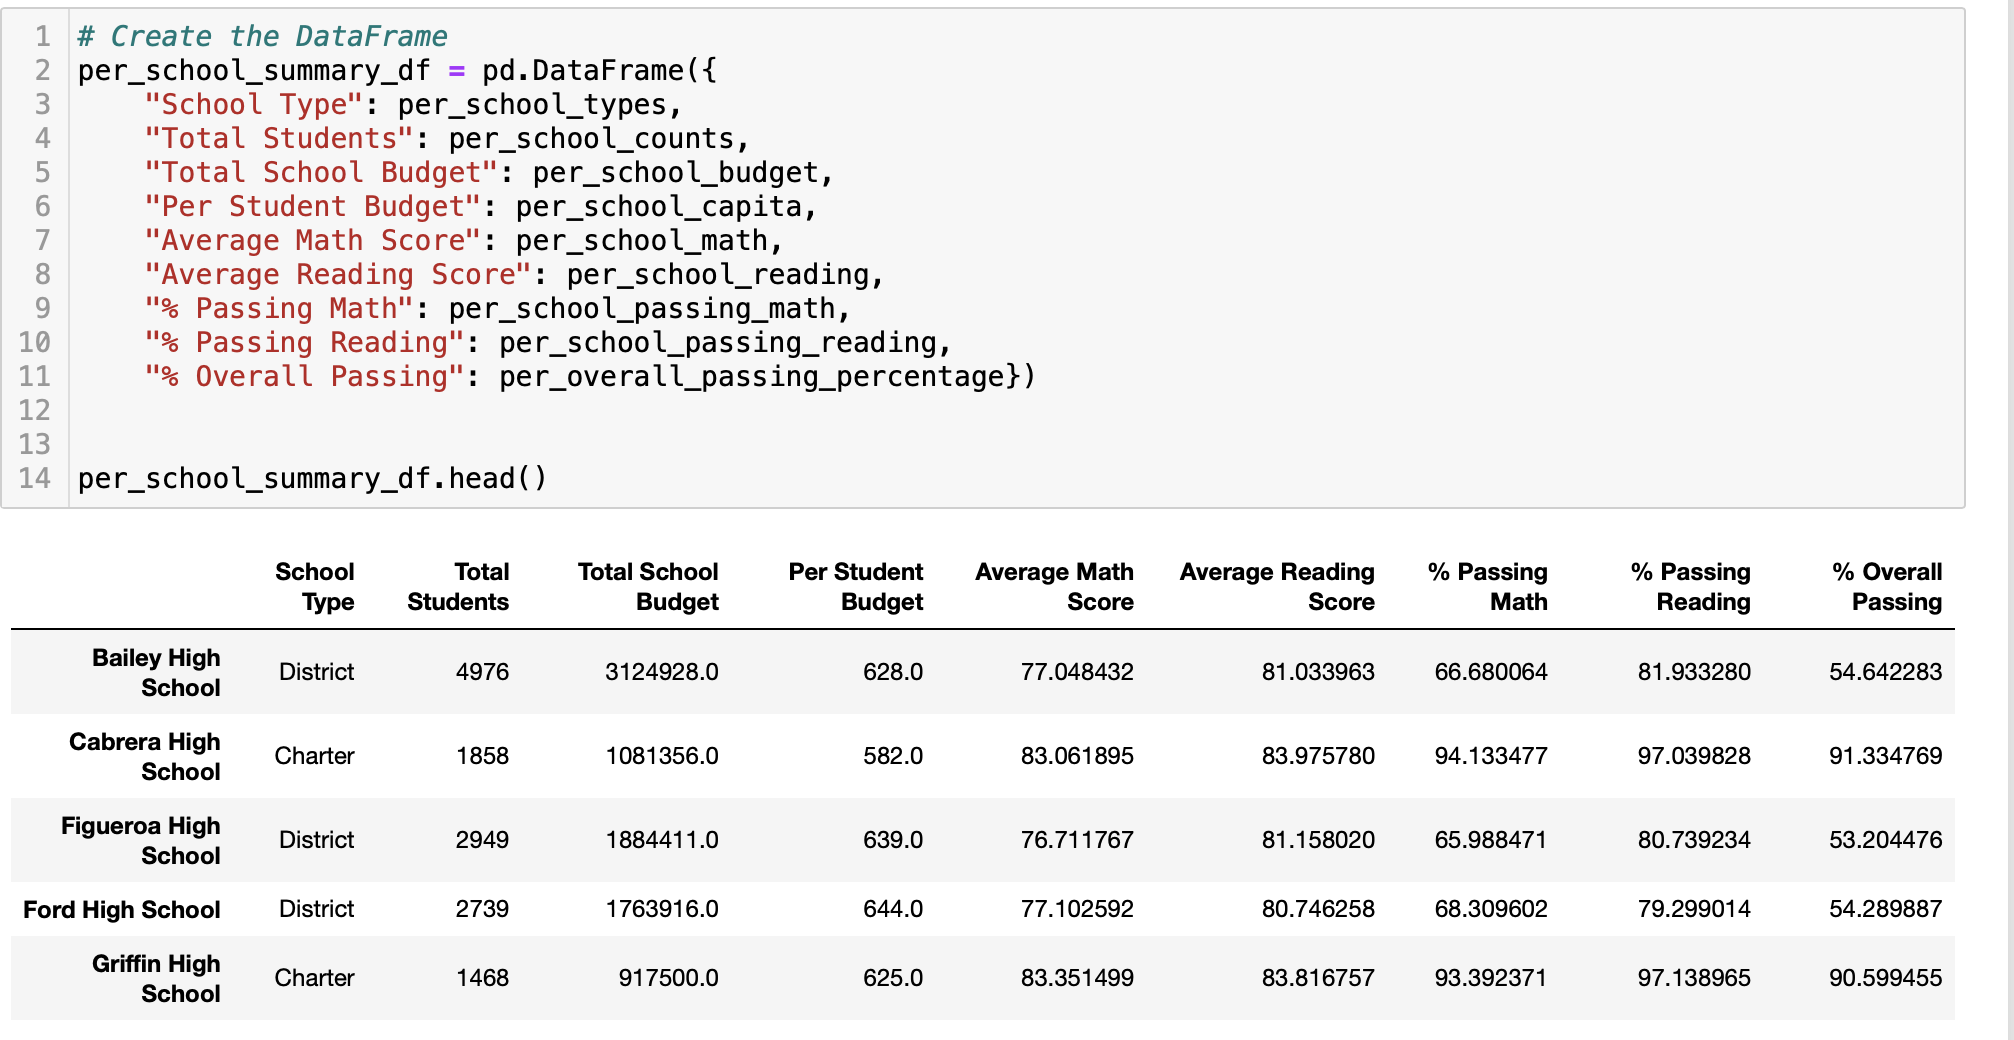 1 # Create the DataFrame
2 per_school_summary_df = pd.DataFrame({
3     "School Type": per_school_types,
4     "Total Students": per_school_counts,
5     "Total School Budget": per_school_budget,
6     "Per Student Budget": per_school_capita,
7     "Average Math Score": per_school_math,
8     "Average Reading Score": per_school_reading,
9     "% Passing Math": per_school_passing_math,
10     "% Passing Reading": per_school_passing_reading,
11     "% Overall Passing": per_overall_passing_percentage})
12
13
14 per_school_summary_df.head()
School Total Total School Per Student Average Math Average Reading % Passing % Passing % Overall
Type Students Budget Budget Score Score Math Reading Passing
Bailey High
School District 4976 3124928.0 628.0 77.048432 81.033963 66.680064 81.933280 54.642283
Cabrera High
School Charter 1858 1081356.0 582.0 83.061895 83.975780 94.133477 97.039828 91.334769
Figueroa High
School District 2949 1884411.0 639.0 76.711767 81.158020 65.988471 80.739234 53.204476
Ford High School District 2739 1763916.0 644.0 77.102592 80.746258 68.309602 79.299014 54.289887
Griffin High
School Charter 1468 917500.0 625.0 83.351499 83.816757 93.392371 97.138965 90.599455